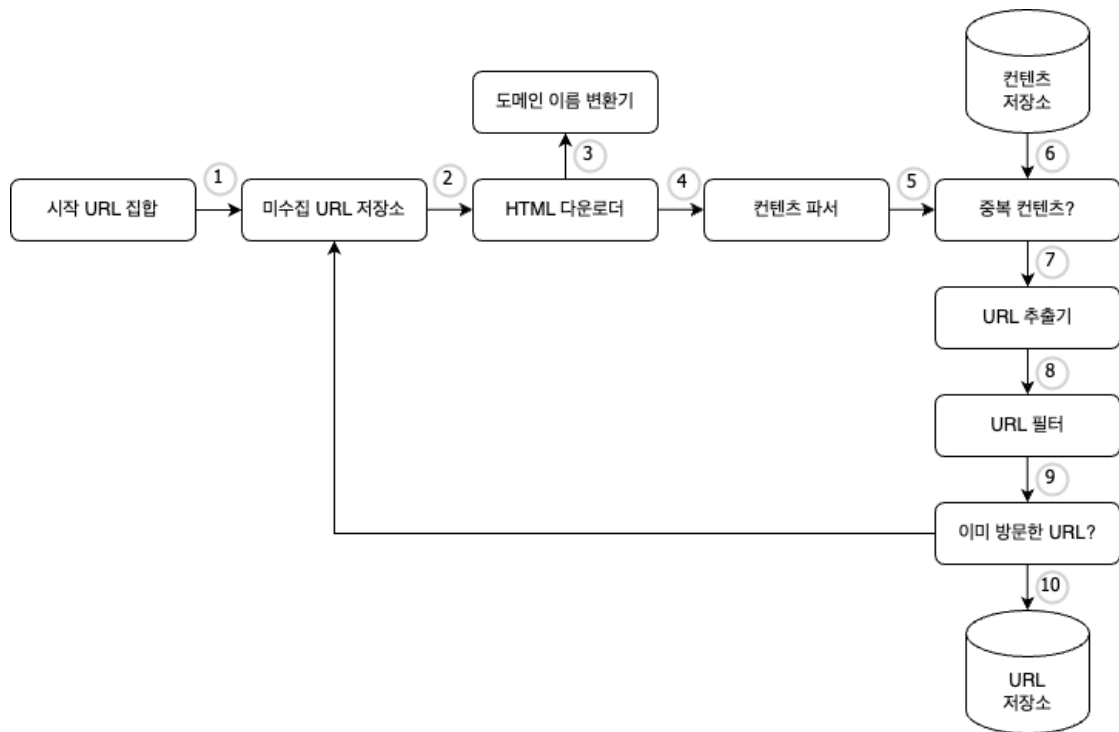 컨텐츠
저장소
도메인 이름 변환기
3
6
1
2
4
5
시작 URL 집합
미수집 URL 저장소
HTML 다운로더
컨텐츠 파서
중복 컨텐츠?
7
URL 추출기
8
URL 필터
9
이미 방문한 URL?
10
URL
저장소